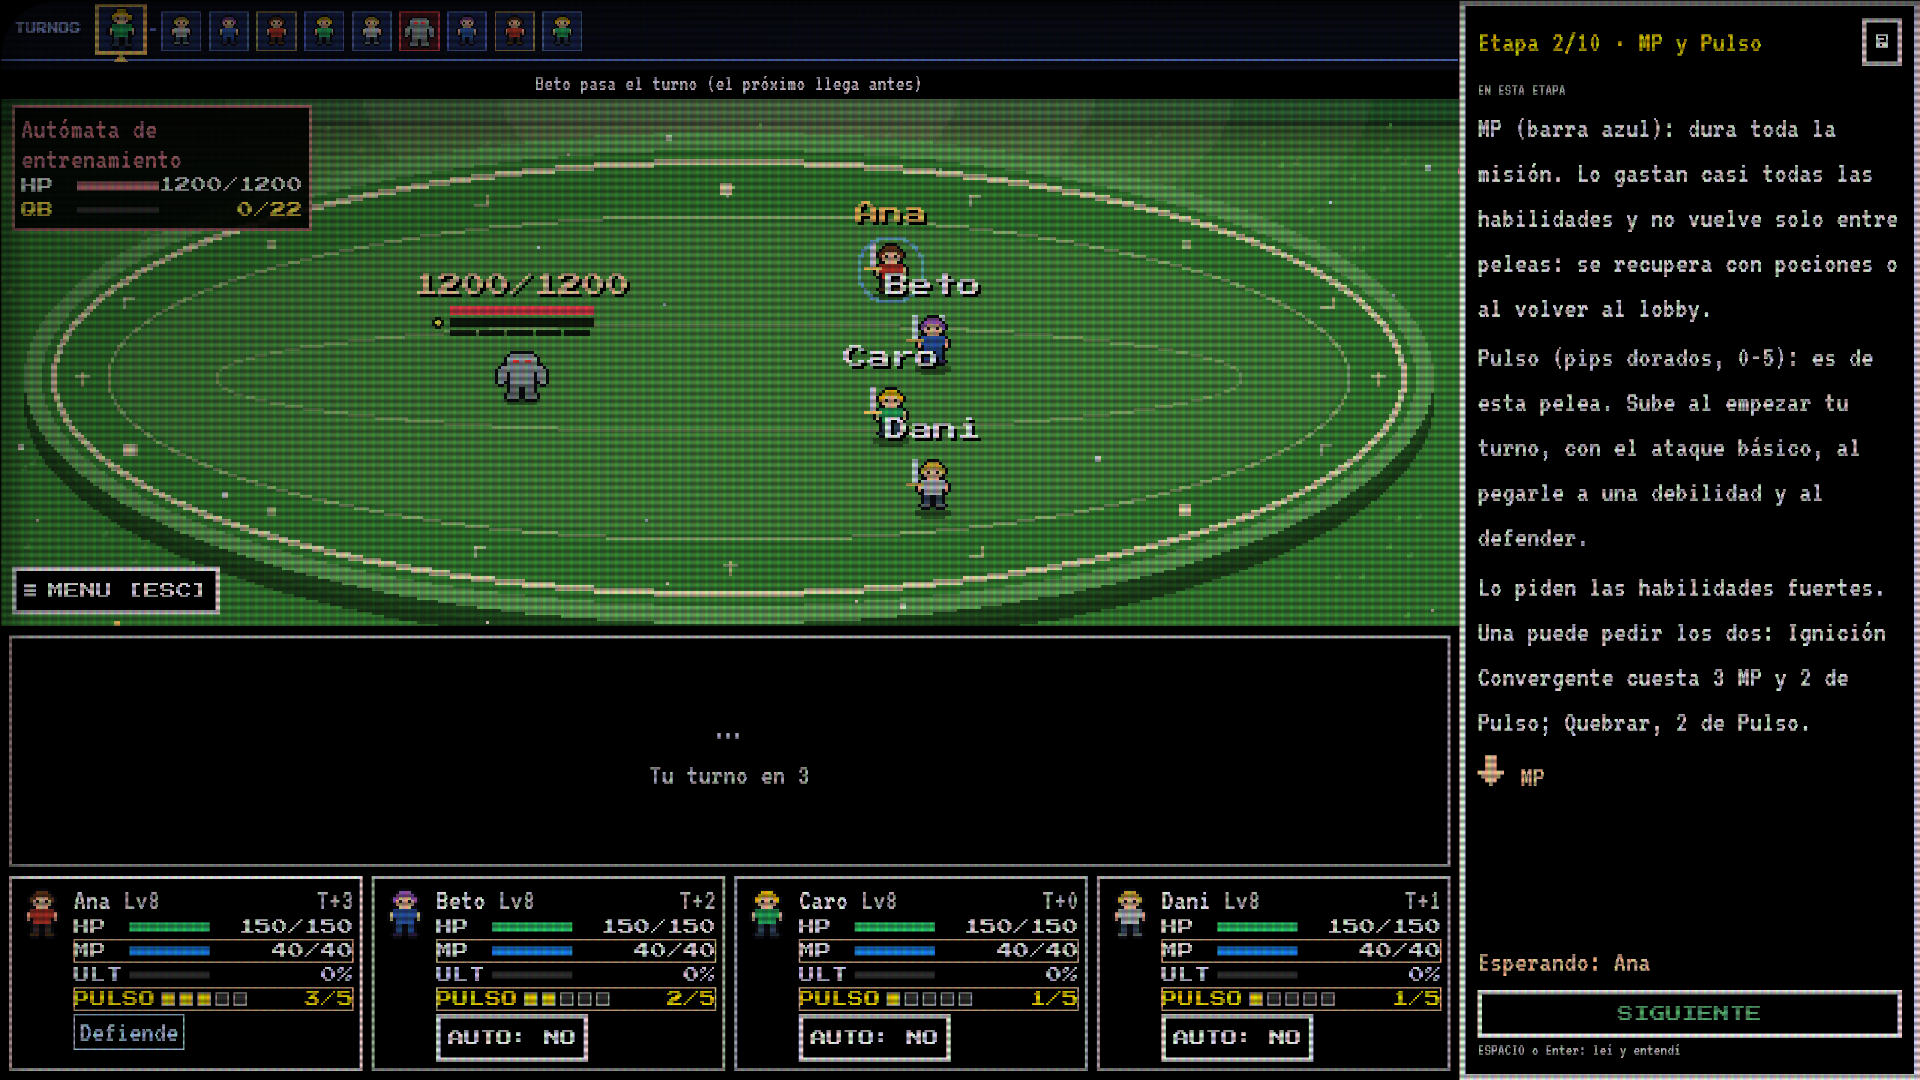 TURNOS
Beto pasa el turno (el próximo llega antes)
Autómata de
entrenamiento
HP 1200/1200
QB 0/22
1200/1200
Ana
Beto
Caro
Dani
≡ MENU [ESC]
...
Tu turno en 3
Ana Lv8 T+3
HP 150/150
MP 40/40
ULT 0%
PULSO 3/5
Defiende
Beto Lv8 T+2
HP 150/150
MP 40/40
ULT 0%
PULSO 2/5
AUTO: NO
Caro Lv8 T+0
HP 150/150
MP 40/40
ULT 0%
PULSO 1/5
AUTO: NO
Dani Lv8 T+1
HP 150/150
MP 40/40
ULT 0%
PULSO 1/5
AUTO: NO
Etapa 2/10 · MP y Pulso
EN ESTA ETAPA
MP (barra azul): dura toda la
misión. Lo gastan casi todas las
habilidades y no vuelve solo entre
peleas: se recupera con pociones o
al volver al lobby.
Pulso (pips dorados, 0-5): es de
esta pelea. Sube al empezar tu
turno, con el ataque básico, al
pegarle a una debilidad y al
defender.
Lo piden las habilidades fuertes.
Una puede pedir los dos: Ignición
Convergente cuesta 3 MP y 2 de
Pulso; Quebrar, 2 de Pulso.
MP
Esperando: Ana
SIGUIENTE
ESPACIO o Enter: leí y entendí